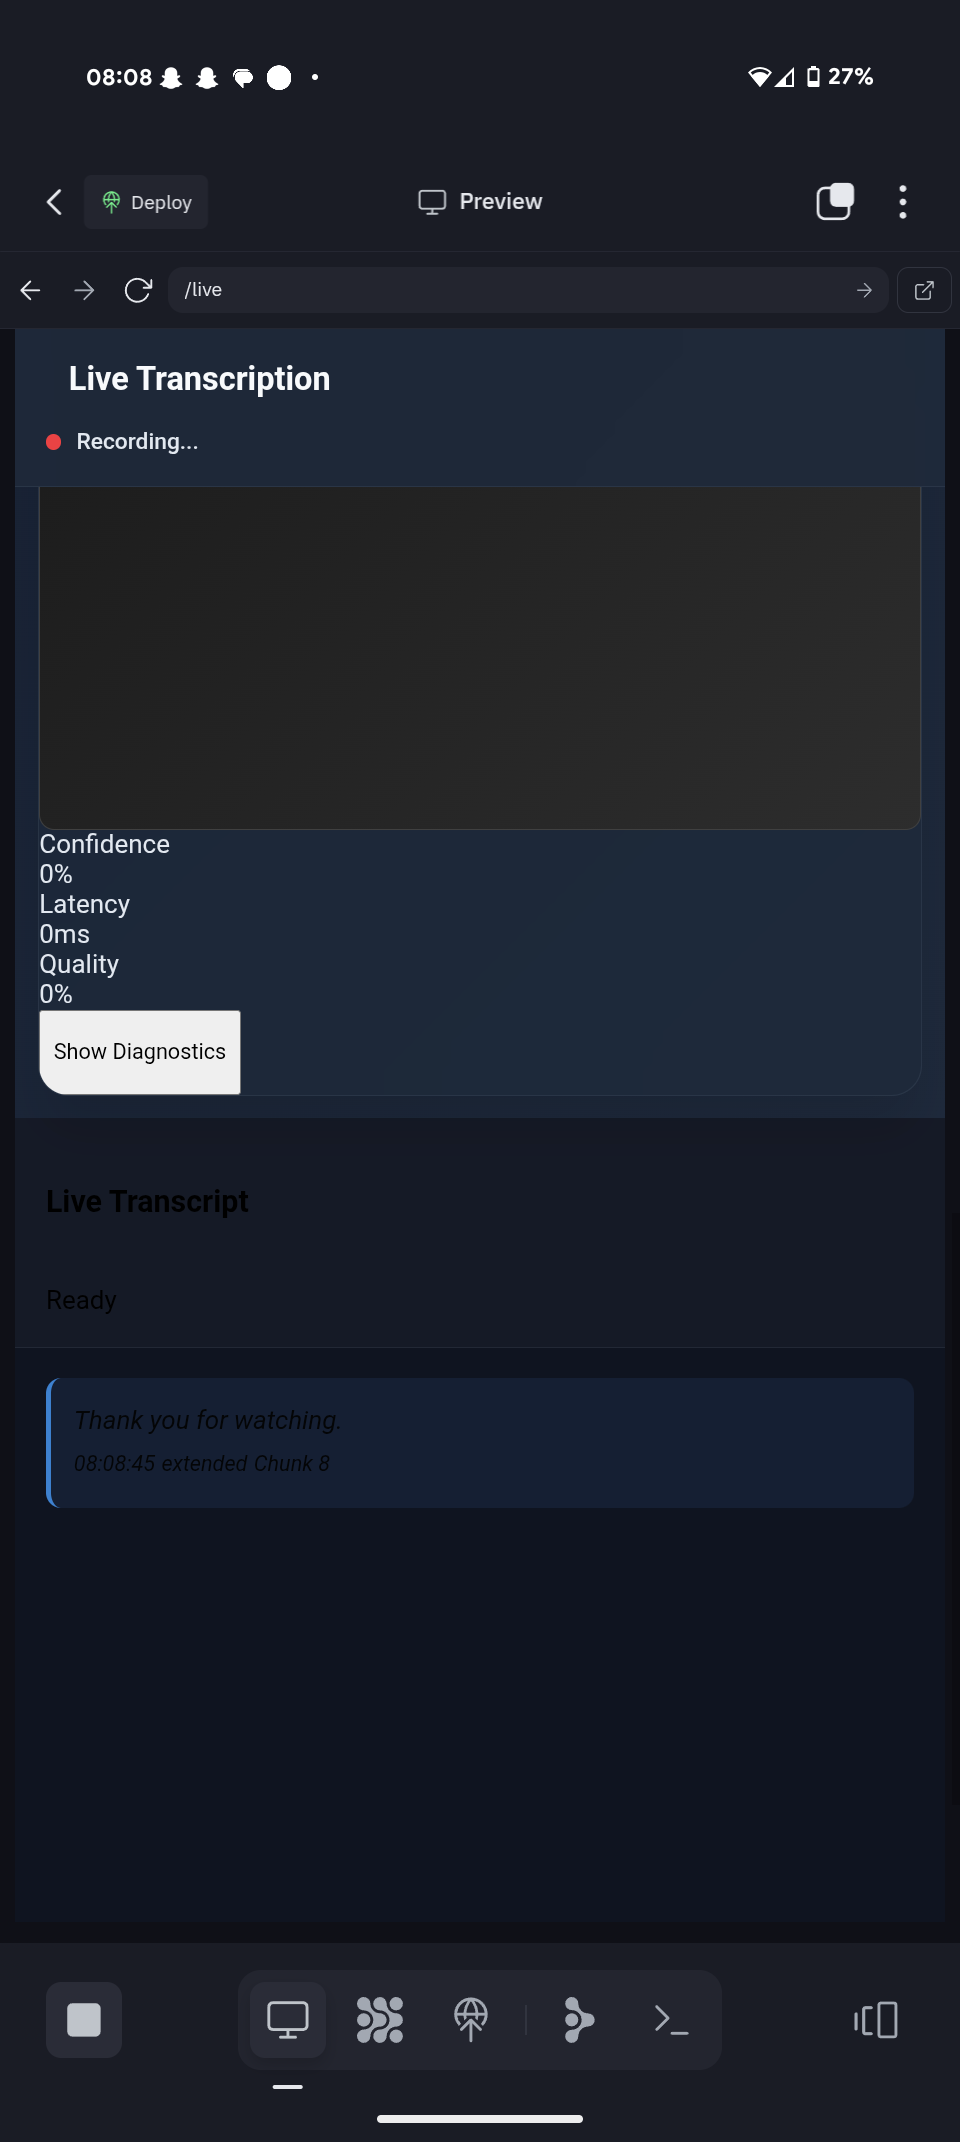 08:08
27%
Deploy
Preview
/live
Live Transcription
Recording...
Confidence
0%
Latency
0ms
Quality
0%
Show Diagnostics
Live Transcript
Ready
Thank you for watching.
08:08:45 extended Chunk 8